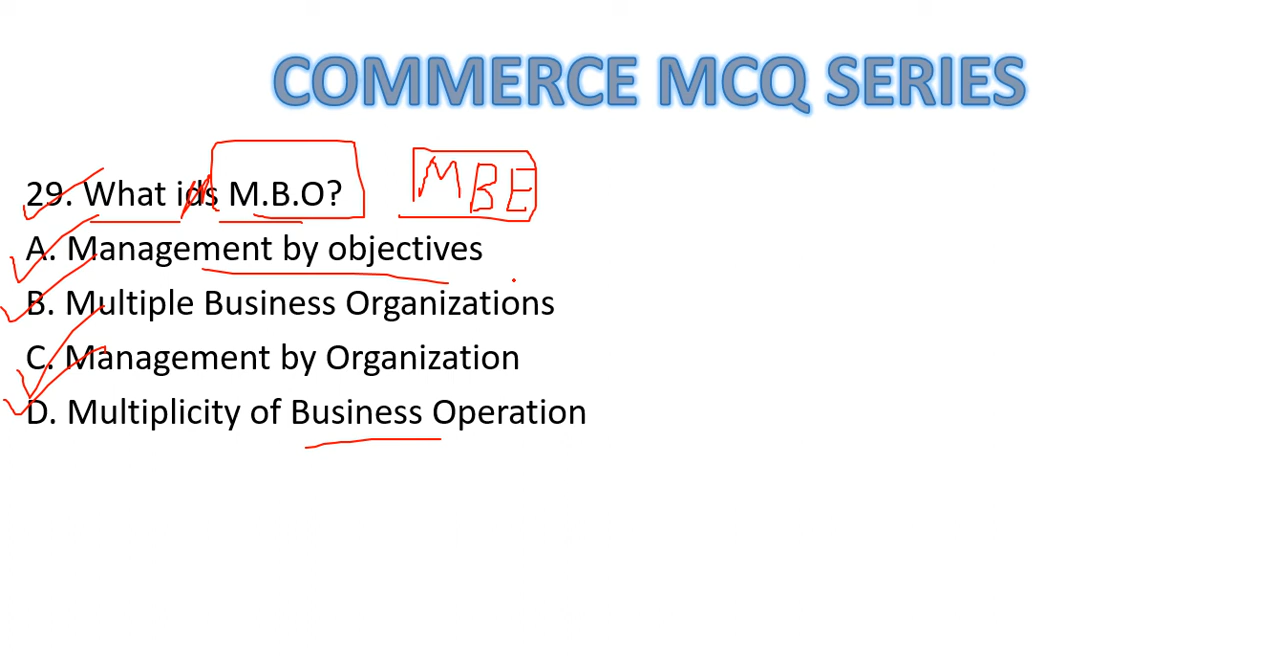 COMMERCE MCQ SERIES
29. What ids M.B.O? MBE
A. Management by objectives
B. Multiple Business Organizations
C. Management by Organization
D. Multiplicity of Business Operation